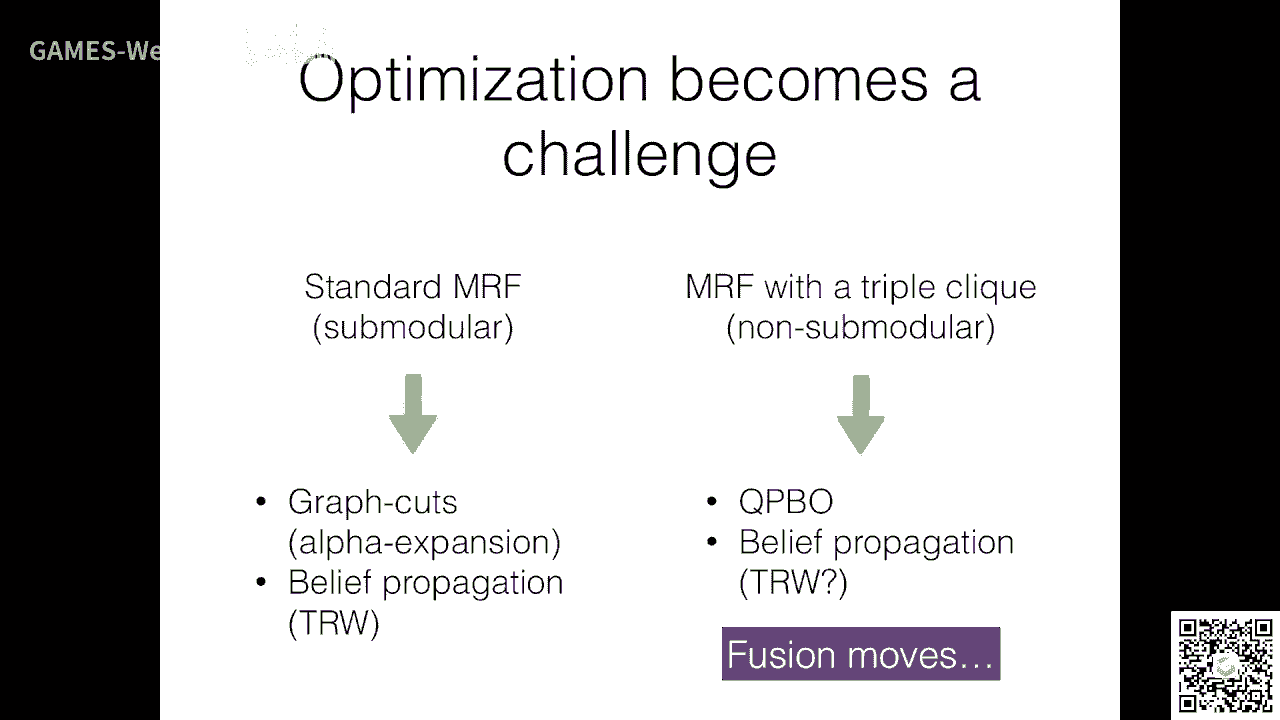 GAMES-We
Optimization becomes a
challenge
Standard MRF
(submodular)
• Graph-cuts
(alpha-expansion)
• Belief propagation
(TRW)
MRF with a triple clique
(non-submodular)
• QPBO
• Belief propagation
(TRW?)
Fusion moves...